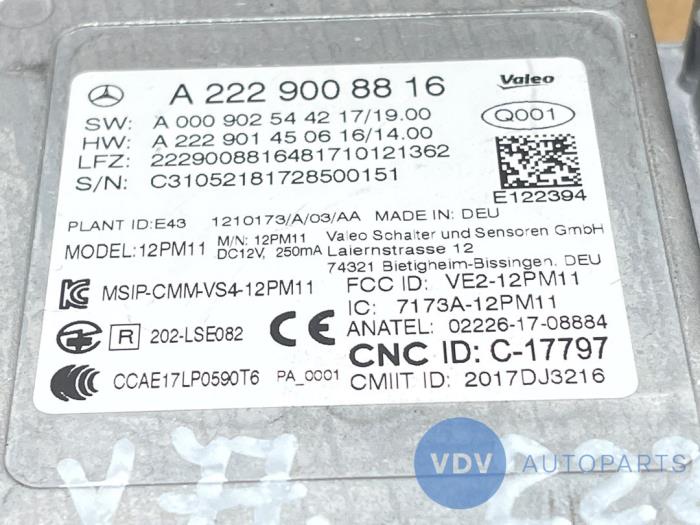 A 222 900 88 16
Valeo
SW: A 000 902 54 42 17/19.00
HW: A 222 901 45 06 16/14.00
Q001
LFZ: 2229008816481710121362
S/N: C31052181728500151
E122394
PLANT ID:E43 1210173/A/03/AA MADE IN: DEU
MODEL:12PM11 M/N: 12PM11 Valeo Schalter und Sensoren GmbH
DC12V, 250mA Laiernstrasse 12
74321 Bietigheim-Bissingen, DEU
MSIP-CMM-VS4-12PM11 FCC ID: VE2-12PM11
IC: 7173A-12PM11
R 202-LSE082 CE ANATEL: 02226-17-08884
CNC ID: C-17797
CCAE17LP0590T6 PA_0001 CMIIT ID: 2017DJ3216
VDV AUTOPARTS